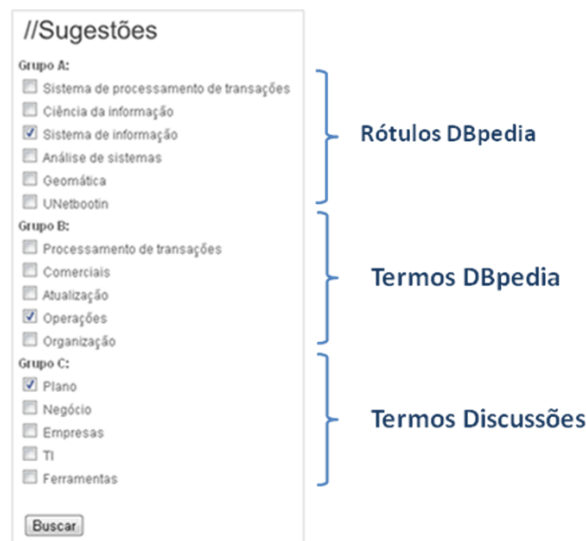 //Sugestões
Grupo A:
Sistema de processamento de transações
Ciência da informação
Sistema de informação
Análise de sistemas
Geomática
UNetbootin
Rótulos DBpedia
Grupo B:
Processamento de transações
Comerciais
Atualização
Operações
Organização
Termos DBpedia
Grupo C:
Plano
Negócio
Empresas
TI
Ferramentas
Termos Discussões
Buscar